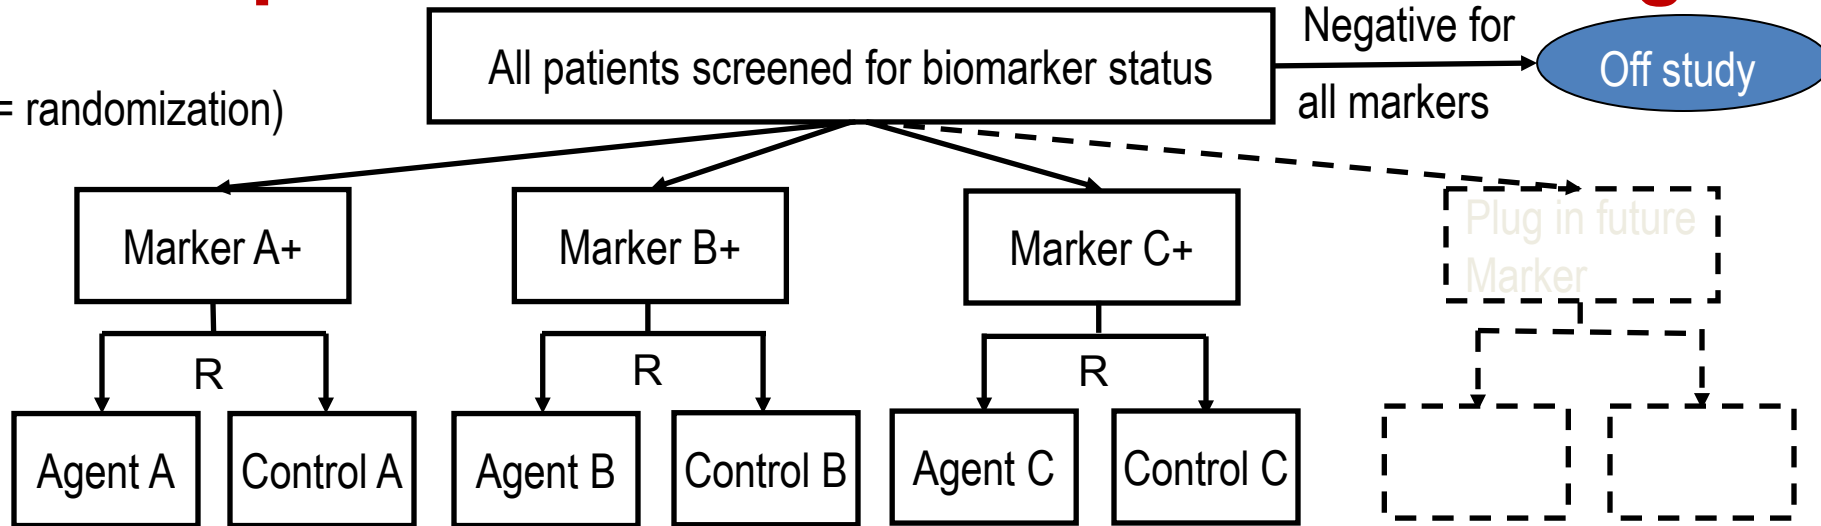 Negative for
All patients screened for biomarker status
Off study
all markers
= randomization)
Marker A+
Marker B+
Marker C+
Plug in future
Marker
R
R
R
Agent A
Control A
Agent B
Control B
Agent C
Control C